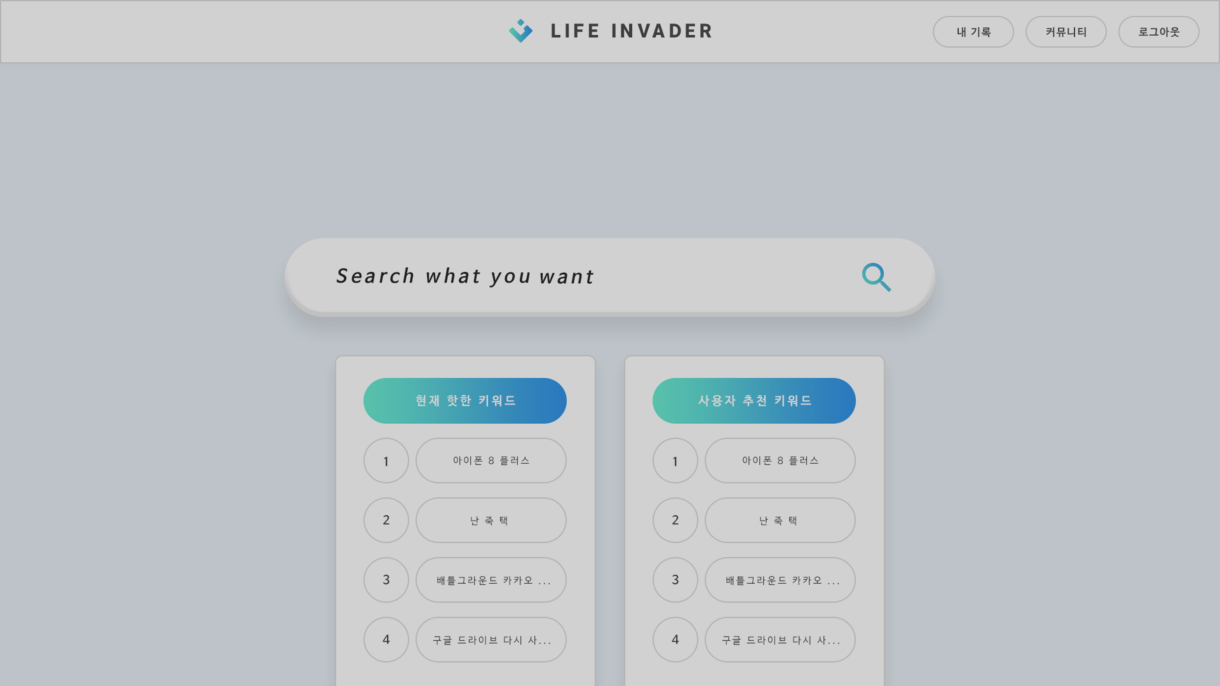 LIFE INVADER
내 기록
커뮤니티
로그아웃
Search what you want
현재 핫한 키워드
1 아이폰 8 플러스
2 난 죽 택
3 배틀그라운드 카카오 ...
4 구글 드라이브 다시 사...
사용자 추천 키워드
1 아이폰 8 플러스
2 난 죽 택
3 배틀그라운드 카카오 ...
4 구글 드라이브 다시 사...